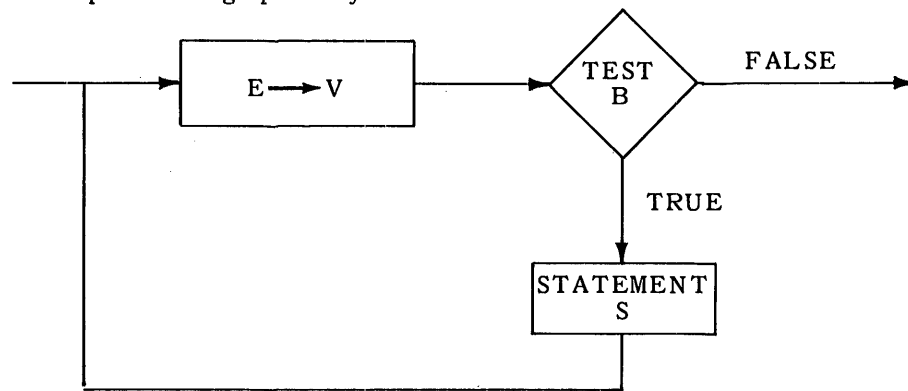 E → V
TEST
B
FALSE
TRUE
STATEMENT
S